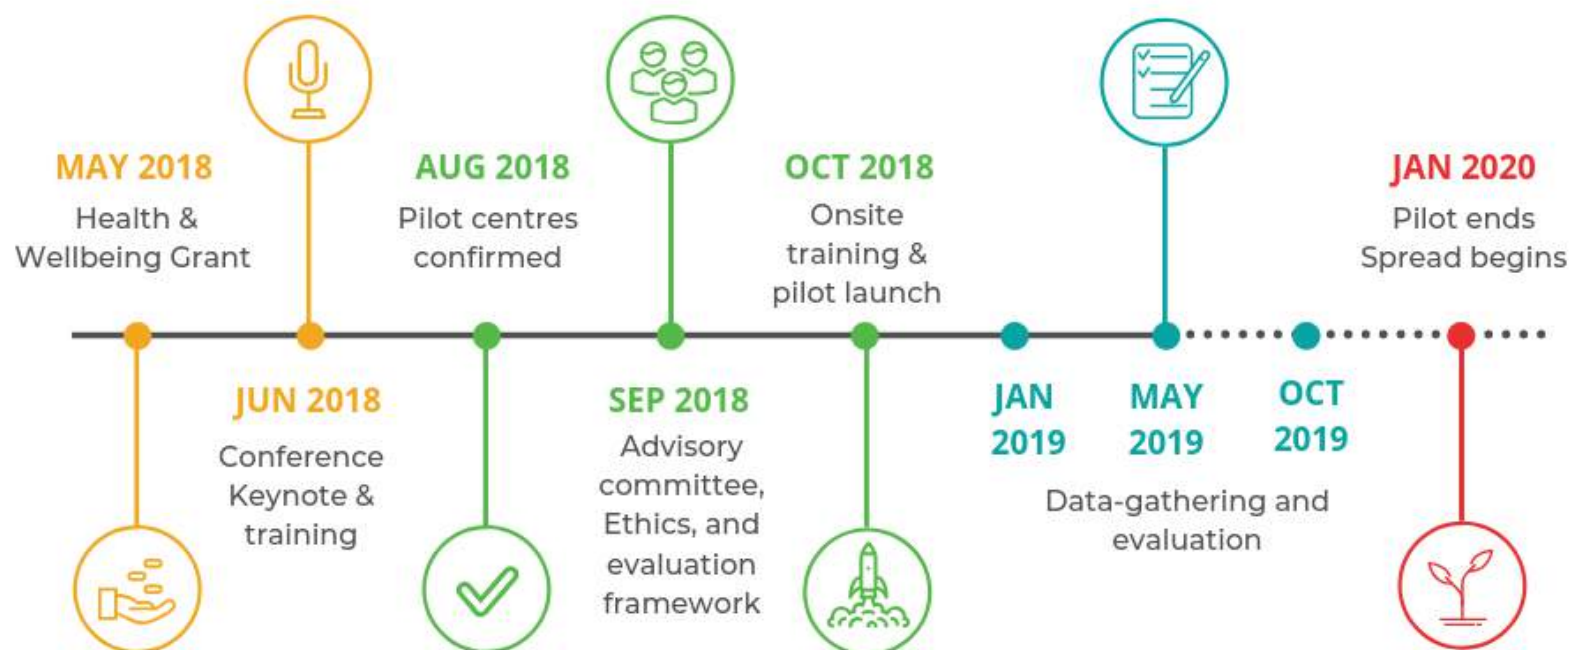 MAY 2018
Health &
Wellbeing Grant
JUN 2018
Conference
Keynote &
training
AUG 2018
Pilot centres
confirmed
SEP 2018
Advisory
committee,
Ethics, and
evaluation
framework
OCT 2018
Onsite
training &
pilot launch
JAN
2019
MAY
2019
OCT
2019
Data-gathering and
evaluation
JAN 2020
Pilot ends
Spread begins